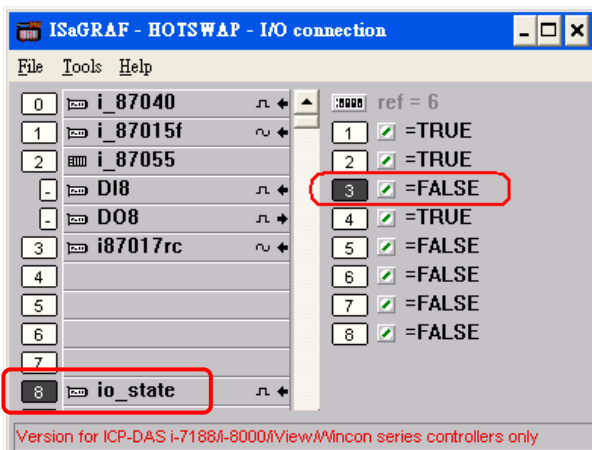 ISaGRAF - HOTSWAP - I/O connection
File Tools Help
0 i_87040
1 i_87015f
2 i_87055
- DI8
- DO8
3 i87017rc
4
5
6
7
8 io_state
ref = 6
1 =TRUE
2 =TRUE
3 =FALSE
4 =TRUE
5 =FALSE
6 =FALSE
7 =FALSE
8 =FALSE
Version for ICP-DAS i-7188/i-8000/iView/Wincon series controllers only